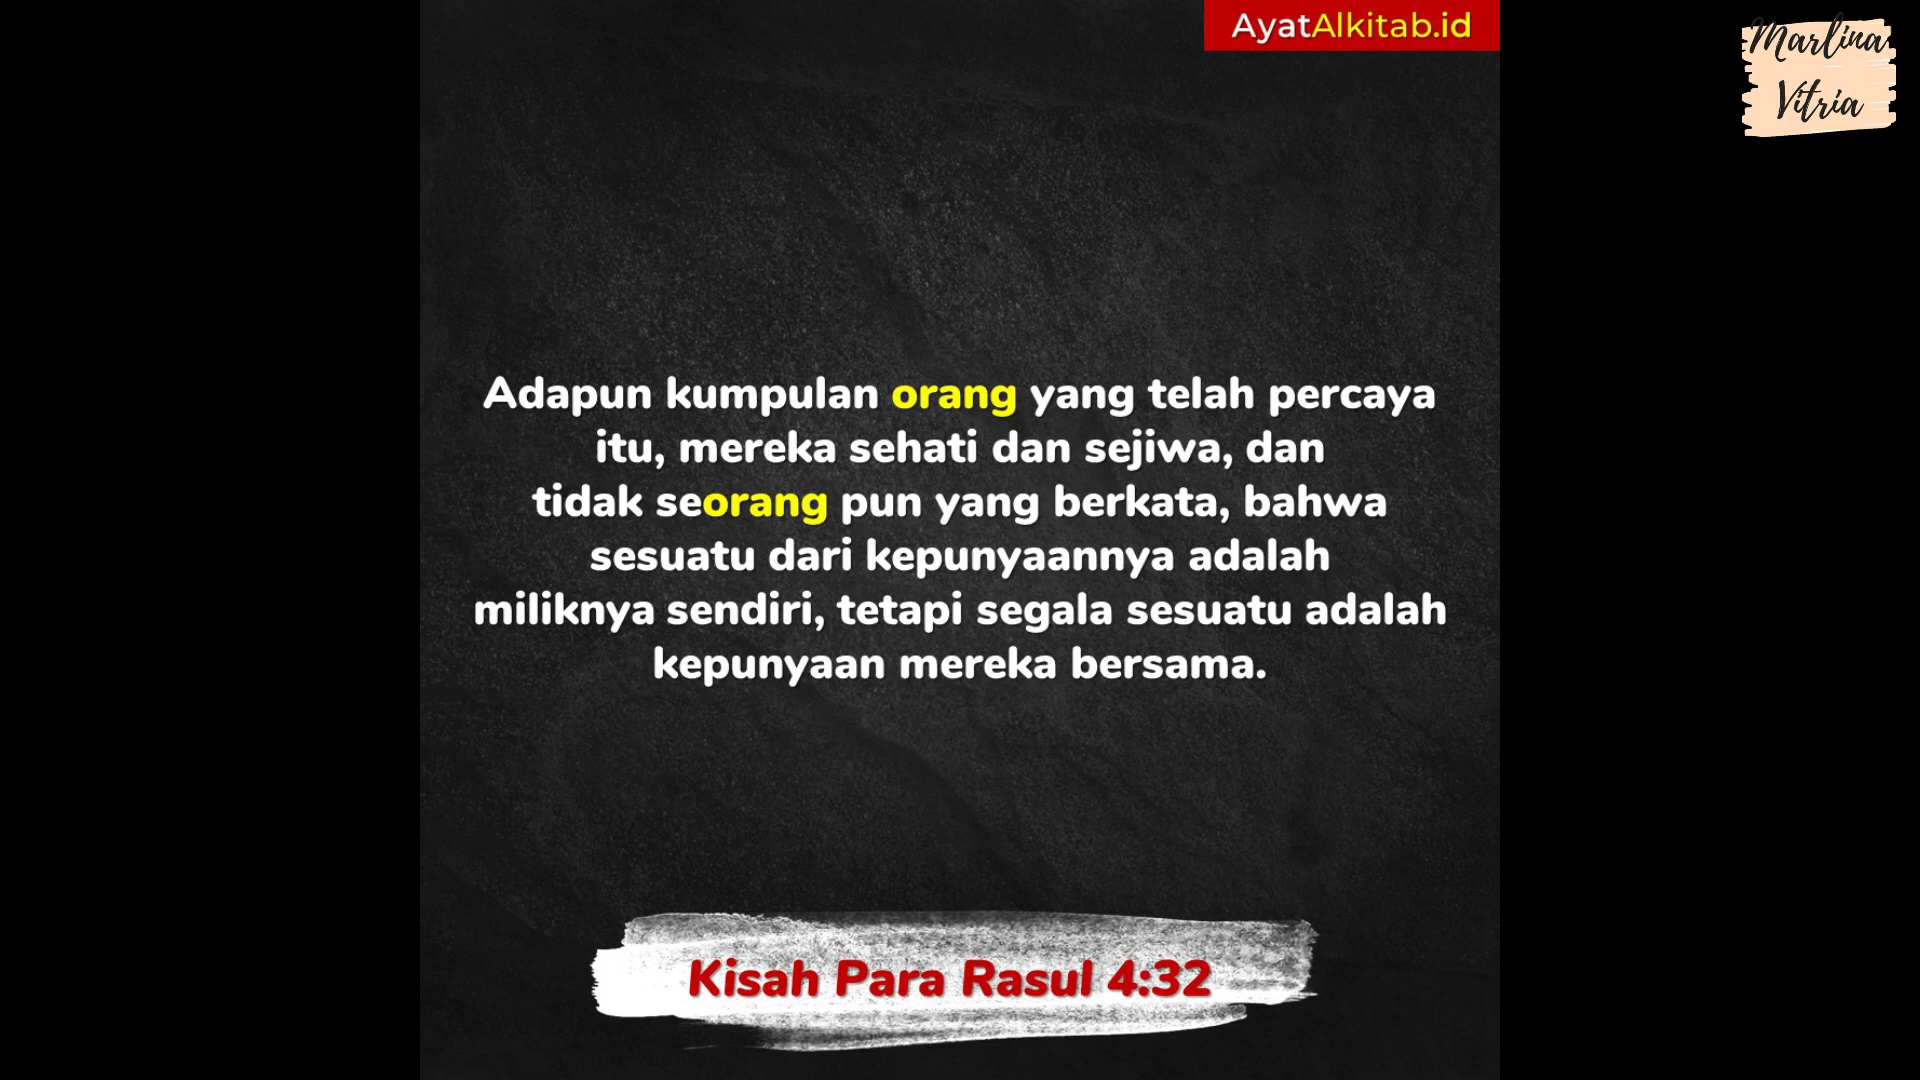 AyatAlkitab.id
Marlina
Vitria
Adapun kumpulan orang yang telah percaya
itu, mereka sehati dan sejiwa, dan
tidak seorang pun yang berkata, bahwa
sesuatu dari kepunyaannya adalah
miliknya sendiri, tetapi segala sesuatu adalah
kepunyaan mereka bersama.
Kisah Para Rasul 4:32